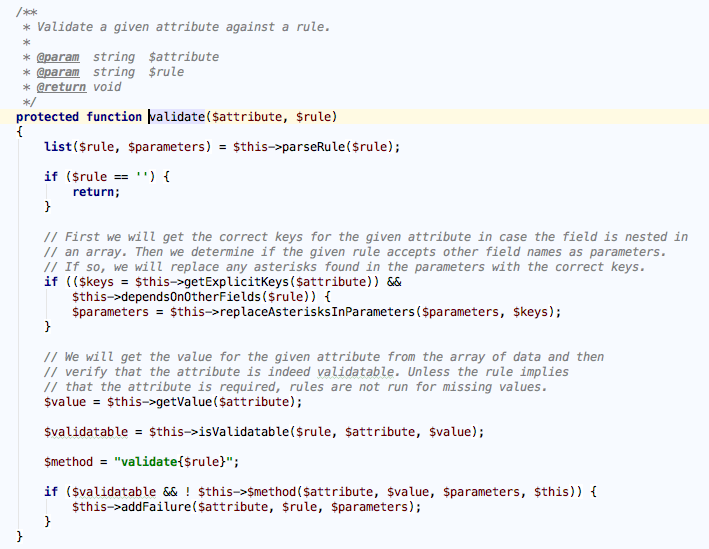 /**
 * Validate a given attribute against a rule.
 *
 * @param  string  $attribute
 * @param  string  $rule
 * @return void
 */
protected function validate($attribute, $rule)
{
    list($rule, $parameters) = $this->parseRule($rule);

    if ($rule == '') {
        return;
    }

    // First we will get the correct keys for the given attribute in case the field is nested in
    // an array. Then we determine if the given rule accepts other field names as parameters.
    // If so, we will replace any asterisks found in the parameters with the correct keys.
    if (($keys = $this->getExplicitKeys($attribute)) &&
        $this->dependsOnOtherFields($rule)) {
        $parameters = $this->replaceAsterisksInParameters($parameters, $keys);
    }

    // We will get the value for the given attribute from the array of data and then
    // verify that the attribute is indeed validatable. Unless the rule implies
    // that the attribute is required, rules are not run for missing values.
    $value = $this->getValue($attribute);

    $validatable = $this->isValidatable($rule, $attribute, $value);

    $method = "validate{$rule}";

    if ($validatable && ! $this->$method($attribute, $value, $parameters, $this)) {
        $this->addFailure($attribute, $rule, $parameters);
    }
}